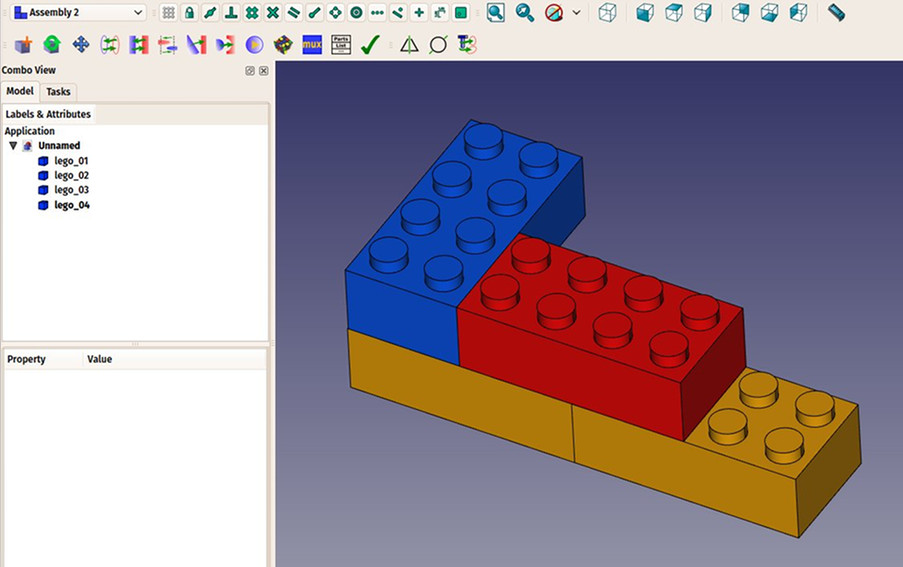 Assembly 2
mux
Parts
List
Combo View
Model Tasks
Labels & Attributes
Application
Unnamed
lego_01
lego_02
lego_03
lego_04
Property Value